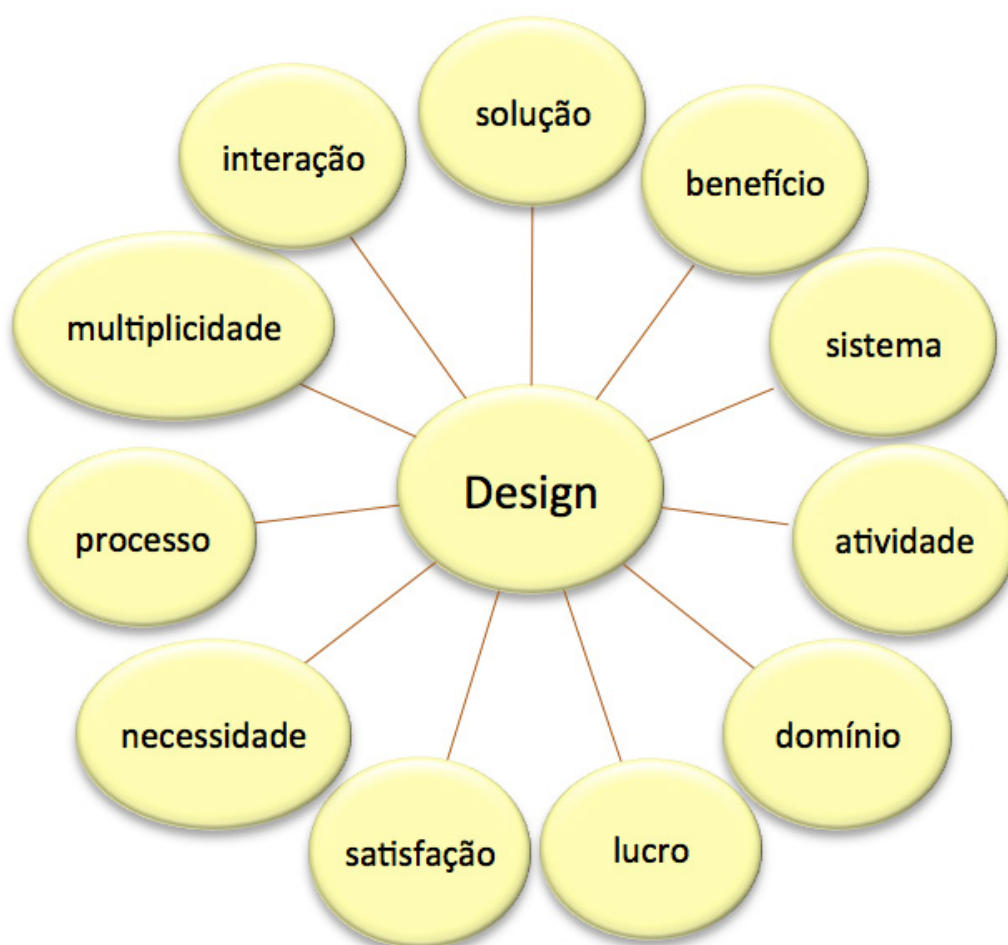 solução
interação
benefício
multiplicidade
sistema
Design
processo
atividade
necessidade
domínio
satisfação
lucro